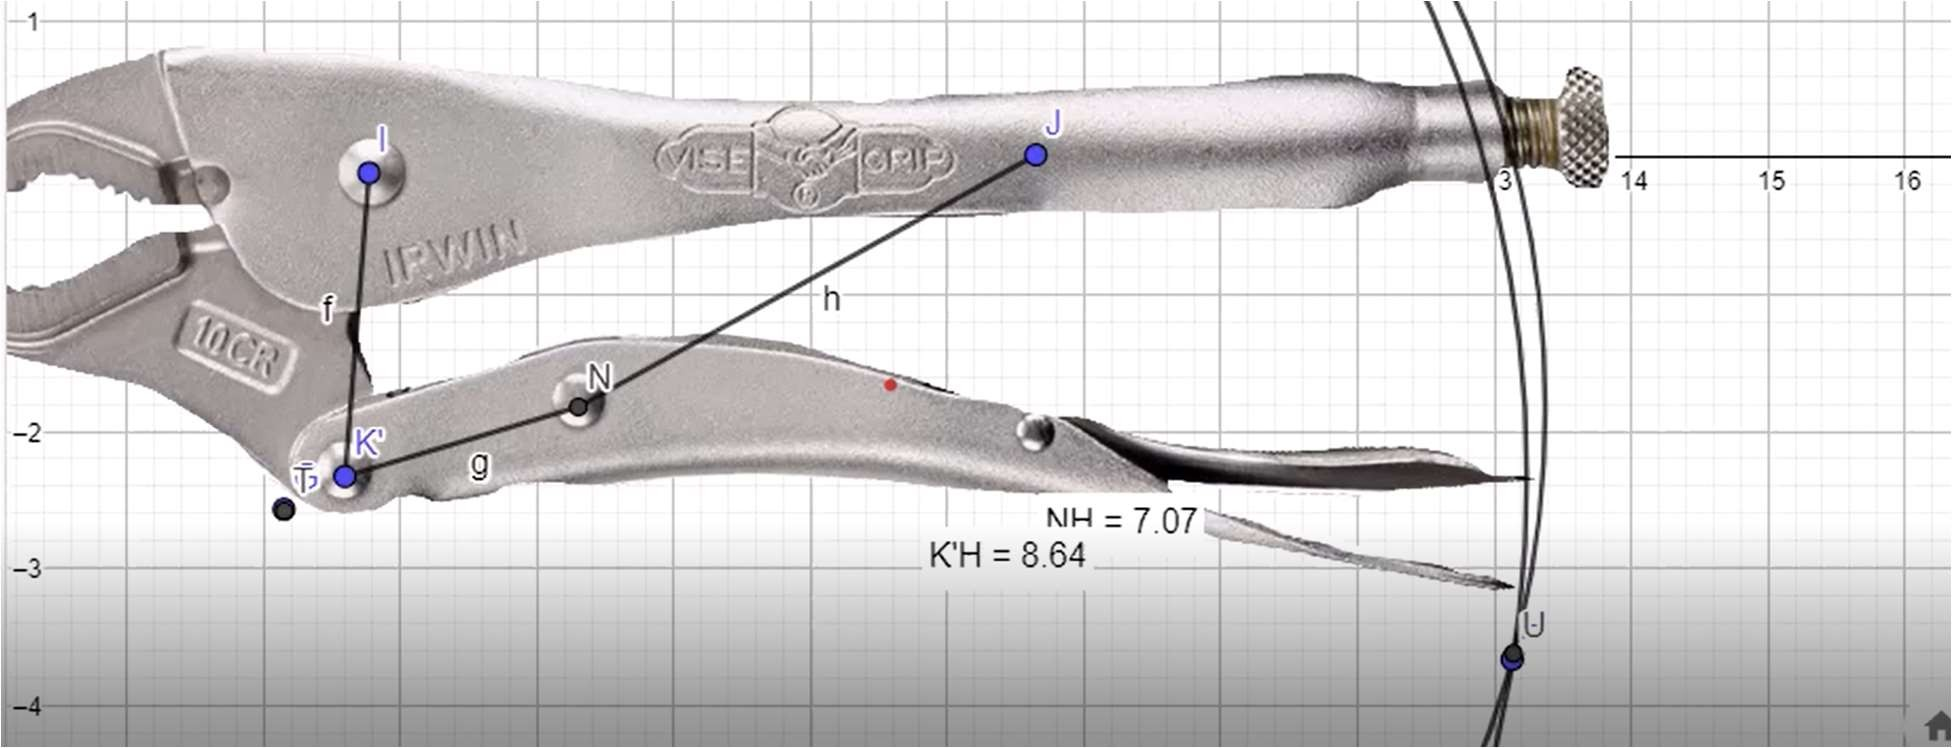 1
I
J
VISE GRIP
®
3
14
15
16
IRWIN
f
h
10CR
N
−2
K'
g
T
NH = 7.07
K'H = 8.64
−3
U
−4